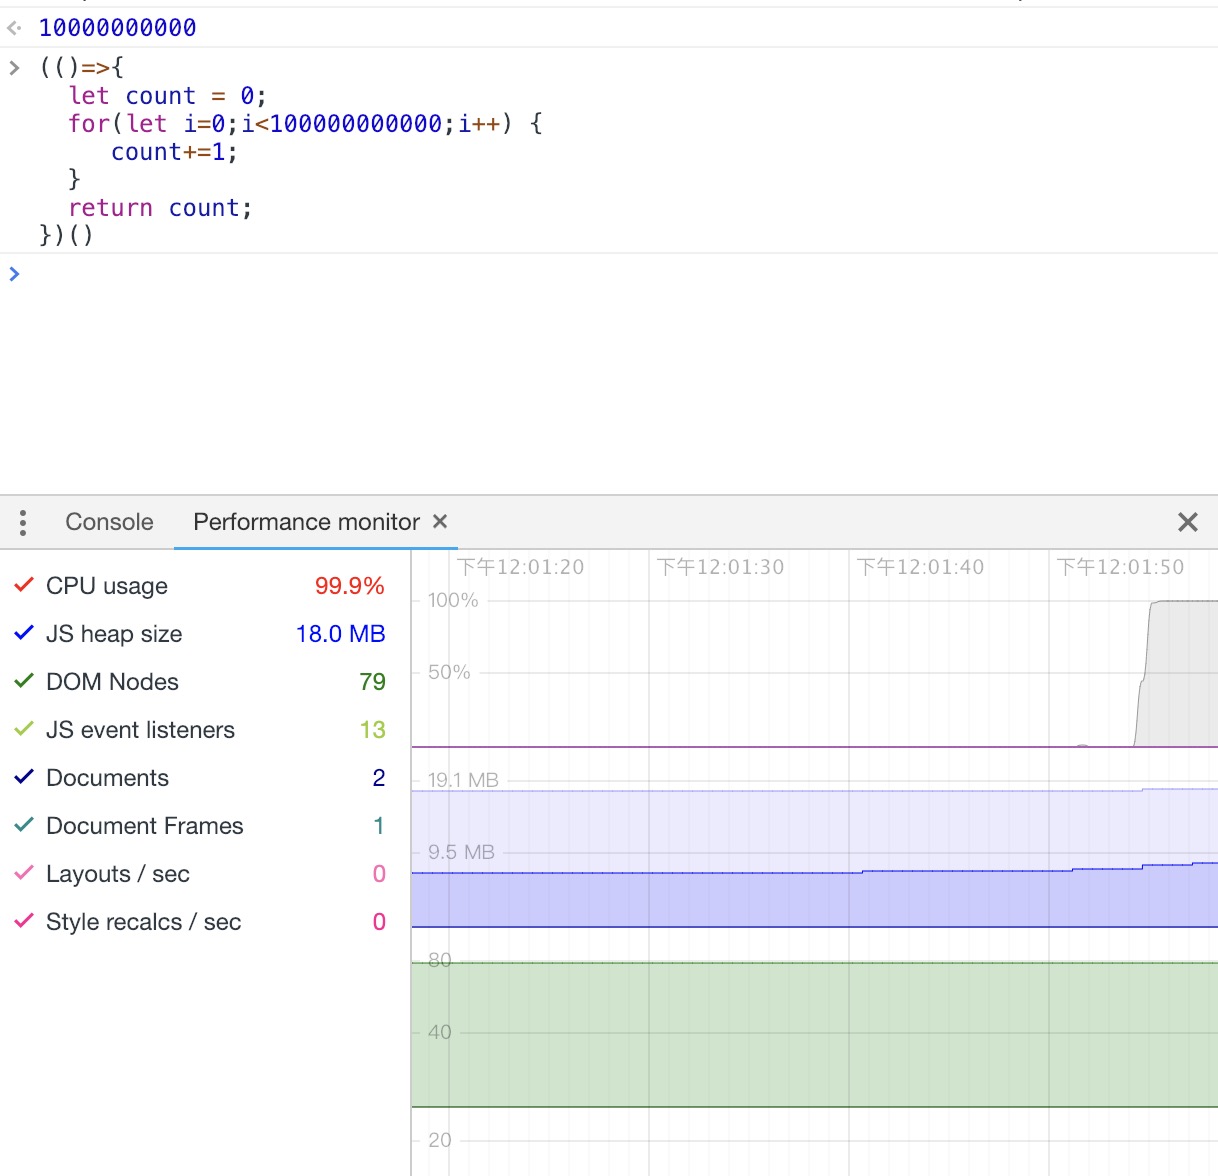 10000000000
(()=>{
let count = 0;
for(let i=0;i<100000000000;i++) {
count+=1;
}
return count;
})()
Console
Performance monitor
CPU usage 99.9%
JS heap size 18.0 MB
DOM Nodes 79
JS event listeners 13
Documents 2
Document Frames 1
Layouts / sec 0
Style recalcs / sec 0
下午12:01:20 下午12:01:30 下午12:01:40 下午12:01:50
100%
50%
19.1 MB
9.5 MB
80
40
20